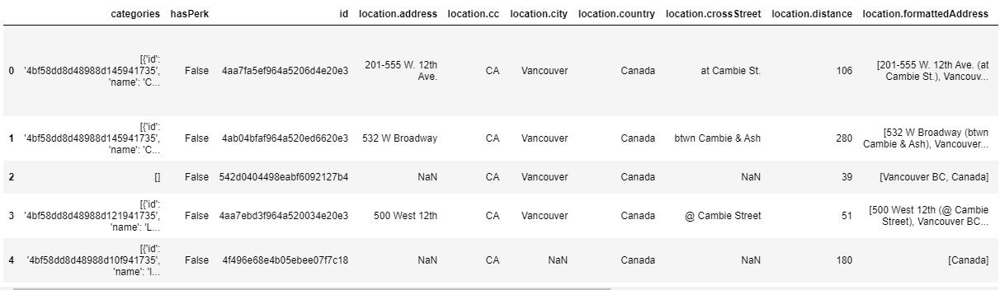 categories hasPerk id location.address location.cc location.city location.country location.crossStreet location.distance location.formattedAddress
0 [{'id': '4bf58dd8d48988d145941735', 'name': 'C... False 4aa7fa5ef964a5206d4e20e3 201-555 W. 12th Ave. CA Vancouver Canada at Cambie St. 106 [201-555 W. 12th Ave. (at Cambie St.), Vancouv...
1 [{'id': '4bf58dd8d48988d145941735', 'name': 'C... False 4ab04bfaf964a520ed6620e3 532 W Broadway CA Vancouver Canada btwn Cambie & Ash 280 [532 W Broadway (btwn Cambie & Ash), Vancouver...
2 [] False 542d0404498eabf6092127b4 NaN CA Vancouver Canada NaN 39 [Vancouver BC, Canada]
3 [{'id': '4bf58dd8d48988d121941735', 'name': 'L... False 4aa7ebd3f964a520034e20e3 500 West 12th CA Vancouver Canada @ Cambie Street 51 [500 West 12th (@ Cambie Street), Vancouver BC...
4 [{'id': '4bf58dd8d48988d10f941735', 'name': 'I... False 4f496e68e4b05ebee07f7c18 NaN CA NaN Canada NaN 180 [Canada]